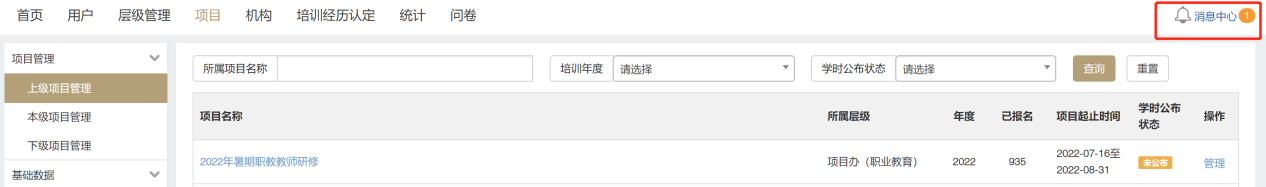 首页 用户 层级管理 项目 机构 培训经历认定 统计 问卷 消息中心 1
项目管理
上级项目管理
本级项目管理
下级项目管理
基础数据
所属项目名称 培训年度 请选择 学时公布状态 请选择 查询 重置
项目名称 所属层级 年度 已报名 项目起止时间 学时公布状态 操作
2022年暑期职教教师研修 项目办（职业教育） 2022 935 2022-07-16至 未公布 管理
2022-08-31